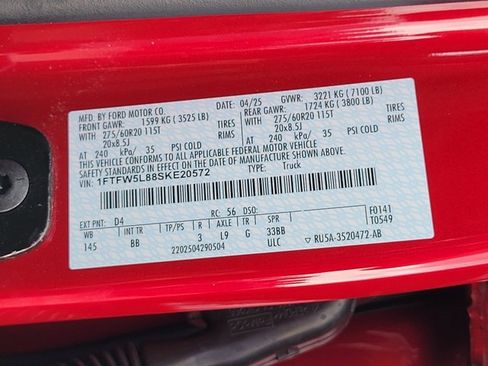 MFD. BY FORD MOTOR CO. 04/25 GVWR: 3221 KG ( 7100 LB)
FRONT GAWR: 1599 KG ( 3525 LB) REAR GAWR: 1724 KG ( 3800 LB)
WITH 275/60R20 115T TIRES WITH 275/60R20 115T TIRES
20x8.5J RIMS 20x8.5J RIMS
AT 240 kPa/ 35 PSI COLD AT 240 kPa/ 35 PSI COLD
THIS VEHICLE CONFORMS TO ALL APPLICABLE FEDERAL MOTOR VEHICLE
SAFETY AND THEFT PREVENTION STANDARDS IN EFFECT ON THE DATE OF
MANUFACTURE SHOWN ABOVE.
VIN: 1FTFW5L88SKE20572 TYPE: Truck
EXT PNT: D4 RC: 56 DSO: F0141
WB INT TR TP/PS R AXLE TR SPR T0549
145 BB 3 L9 G 33BB
2202504290504 ULC ▽ RU5A-3520472-AB